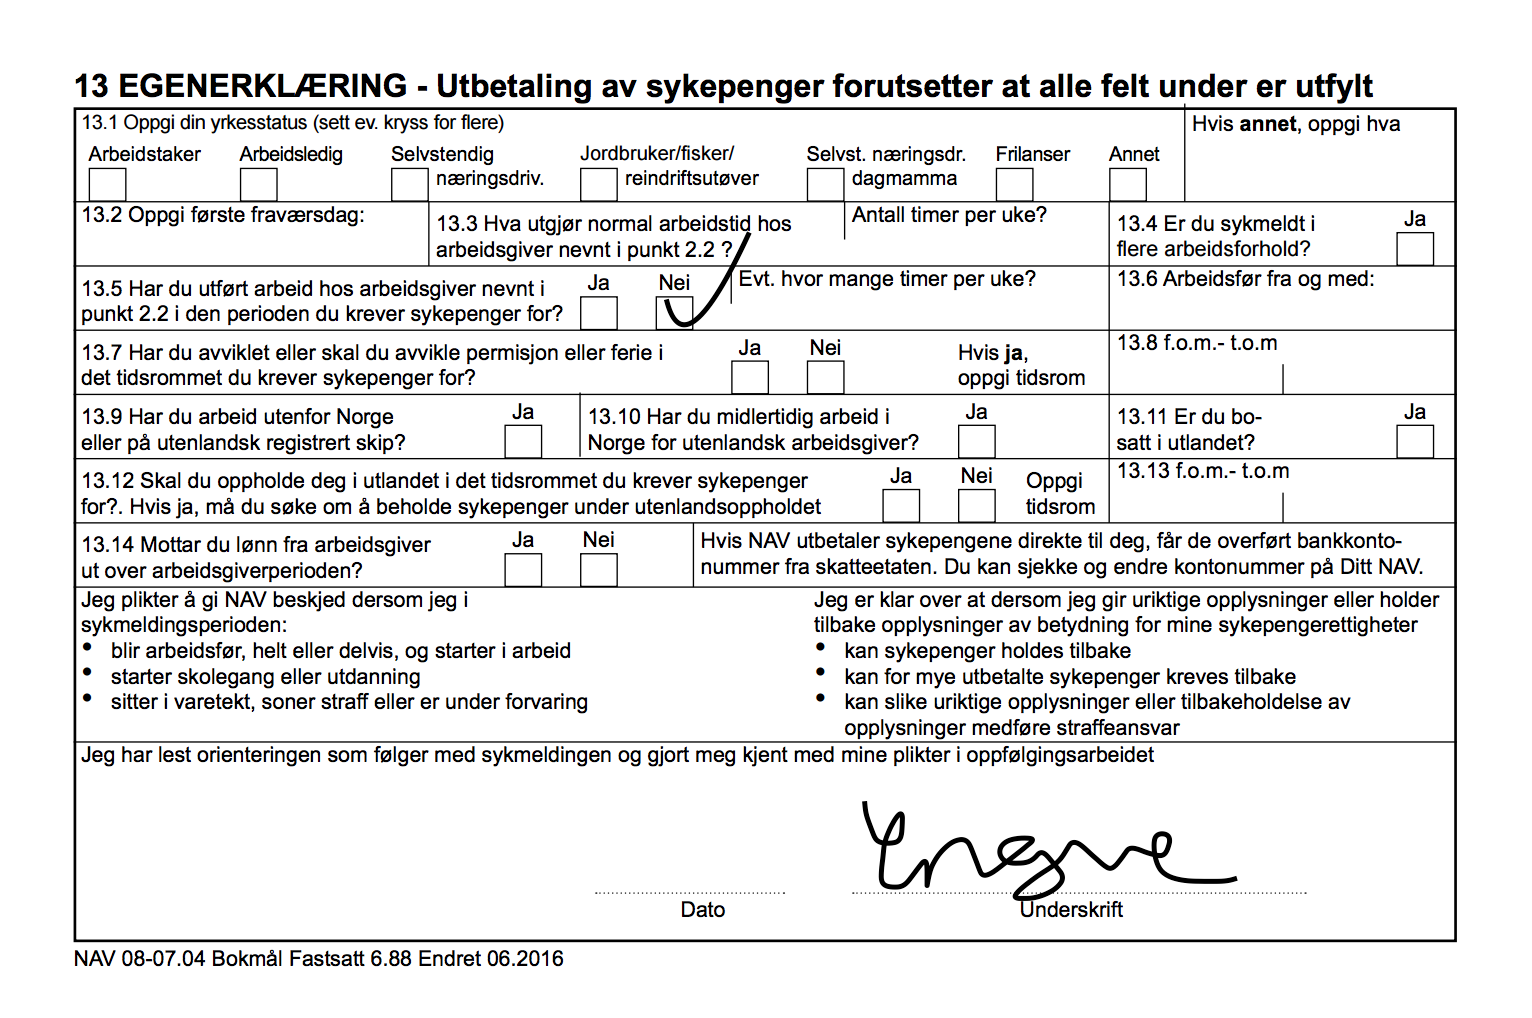 13 EGENERKLÆRING - Utbetaling av sykepenger forutsetter at alle felt under er utfylt
13.1 Oppgi din yrkesstatus (sett ev. kryss for flere)
Hvis annet, oppgi hva
Arbeidstaker Arbeidsledig Selvstendig næringsdriv. Jordbruker/fisker/ reindriftsutøver Selvst. næringsdr. dagmamma Frilanser Annet
13.2 Oppgi første fraværsdag:
13.3 Hva utgjør normal arbeidstid hos
arbeidsgiver nevnt i punkt 2.2 ?
Antall timer per uke?
13.4 Er du sykmeldt i
flere arbeidsforhold?
Ja
13.5 Har du utført arbeid hos arbeidsgiver nevnt i
punkt 2.2 i den perioden du krever sykepenger for?
Ja Nei
Evt. hvor mange timer per uke?
13.6 Arbeidsfør fra og med:
13.7 Har du avviklet eller skal du avvikle permisjon eller ferie i
det tidsrommet du krever sykepenger for?
Ja Nei
Hvis ja,
oppgi tidsrom
13.8 f.o.m.- t.o.m
13.9 Har du arbeid utenfor Norge
eller på utenlandsk registrert skip?
Ja
13.10 Har du midlertidig arbeid i
Norge for utenlandsk arbeidsgiver?
Ja
13.11 Er du bo-
satt i utlandet?
Ja
13.12 Skal du oppholde deg i utlandet i det tidsrommet du krever sykepenger
for?. Hvis ja, må du søke om å beholde sykepenger under utenlandsoppholdet
Ja Nei
Oppgi
tidsrom
13.13 f.o.m.- t.o.m
13.14 Mottar du lønn fra arbeidsgiver
ut over arbeidsgiverperioden?
Ja Nei
Hvis NAV utbetaler sykepengene direkte til deg, får de overført bankkonto-
nummer fra skatteetaten. Du kan sjekke og endre kontonummer på Ditt NAV.
Jeg plikter å gi NAV beskjed dersom jeg i
sykmeldingsperioden:
• blir arbeidsfør, helt eller delvis, og starter i arbeid
• starter skolegang eller utdanning
• sitter i varetekt, soner straff eller er under forvaring
Jeg er klar over at dersom jeg gir uriktige opplysninger eller holder
tilbake opplysninger av betydning for mine sykepengerettigheter
• kan sykepenger holdes tilbake
• kan for mye utbetalte sykepenger kreves tilbake
• kan slike uriktige opplysninger eller tilbakeholdelse av
opplysninger medføre straffeansvar
Jeg har lest orienteringen som følger med sykmeldingen og gjort meg kjent med mine plikter i oppfølgingsarbeidet
Dato
Underskrift
NAV 08-07.04 Bokmål Fastsatt 6.88 Endret 06.2016